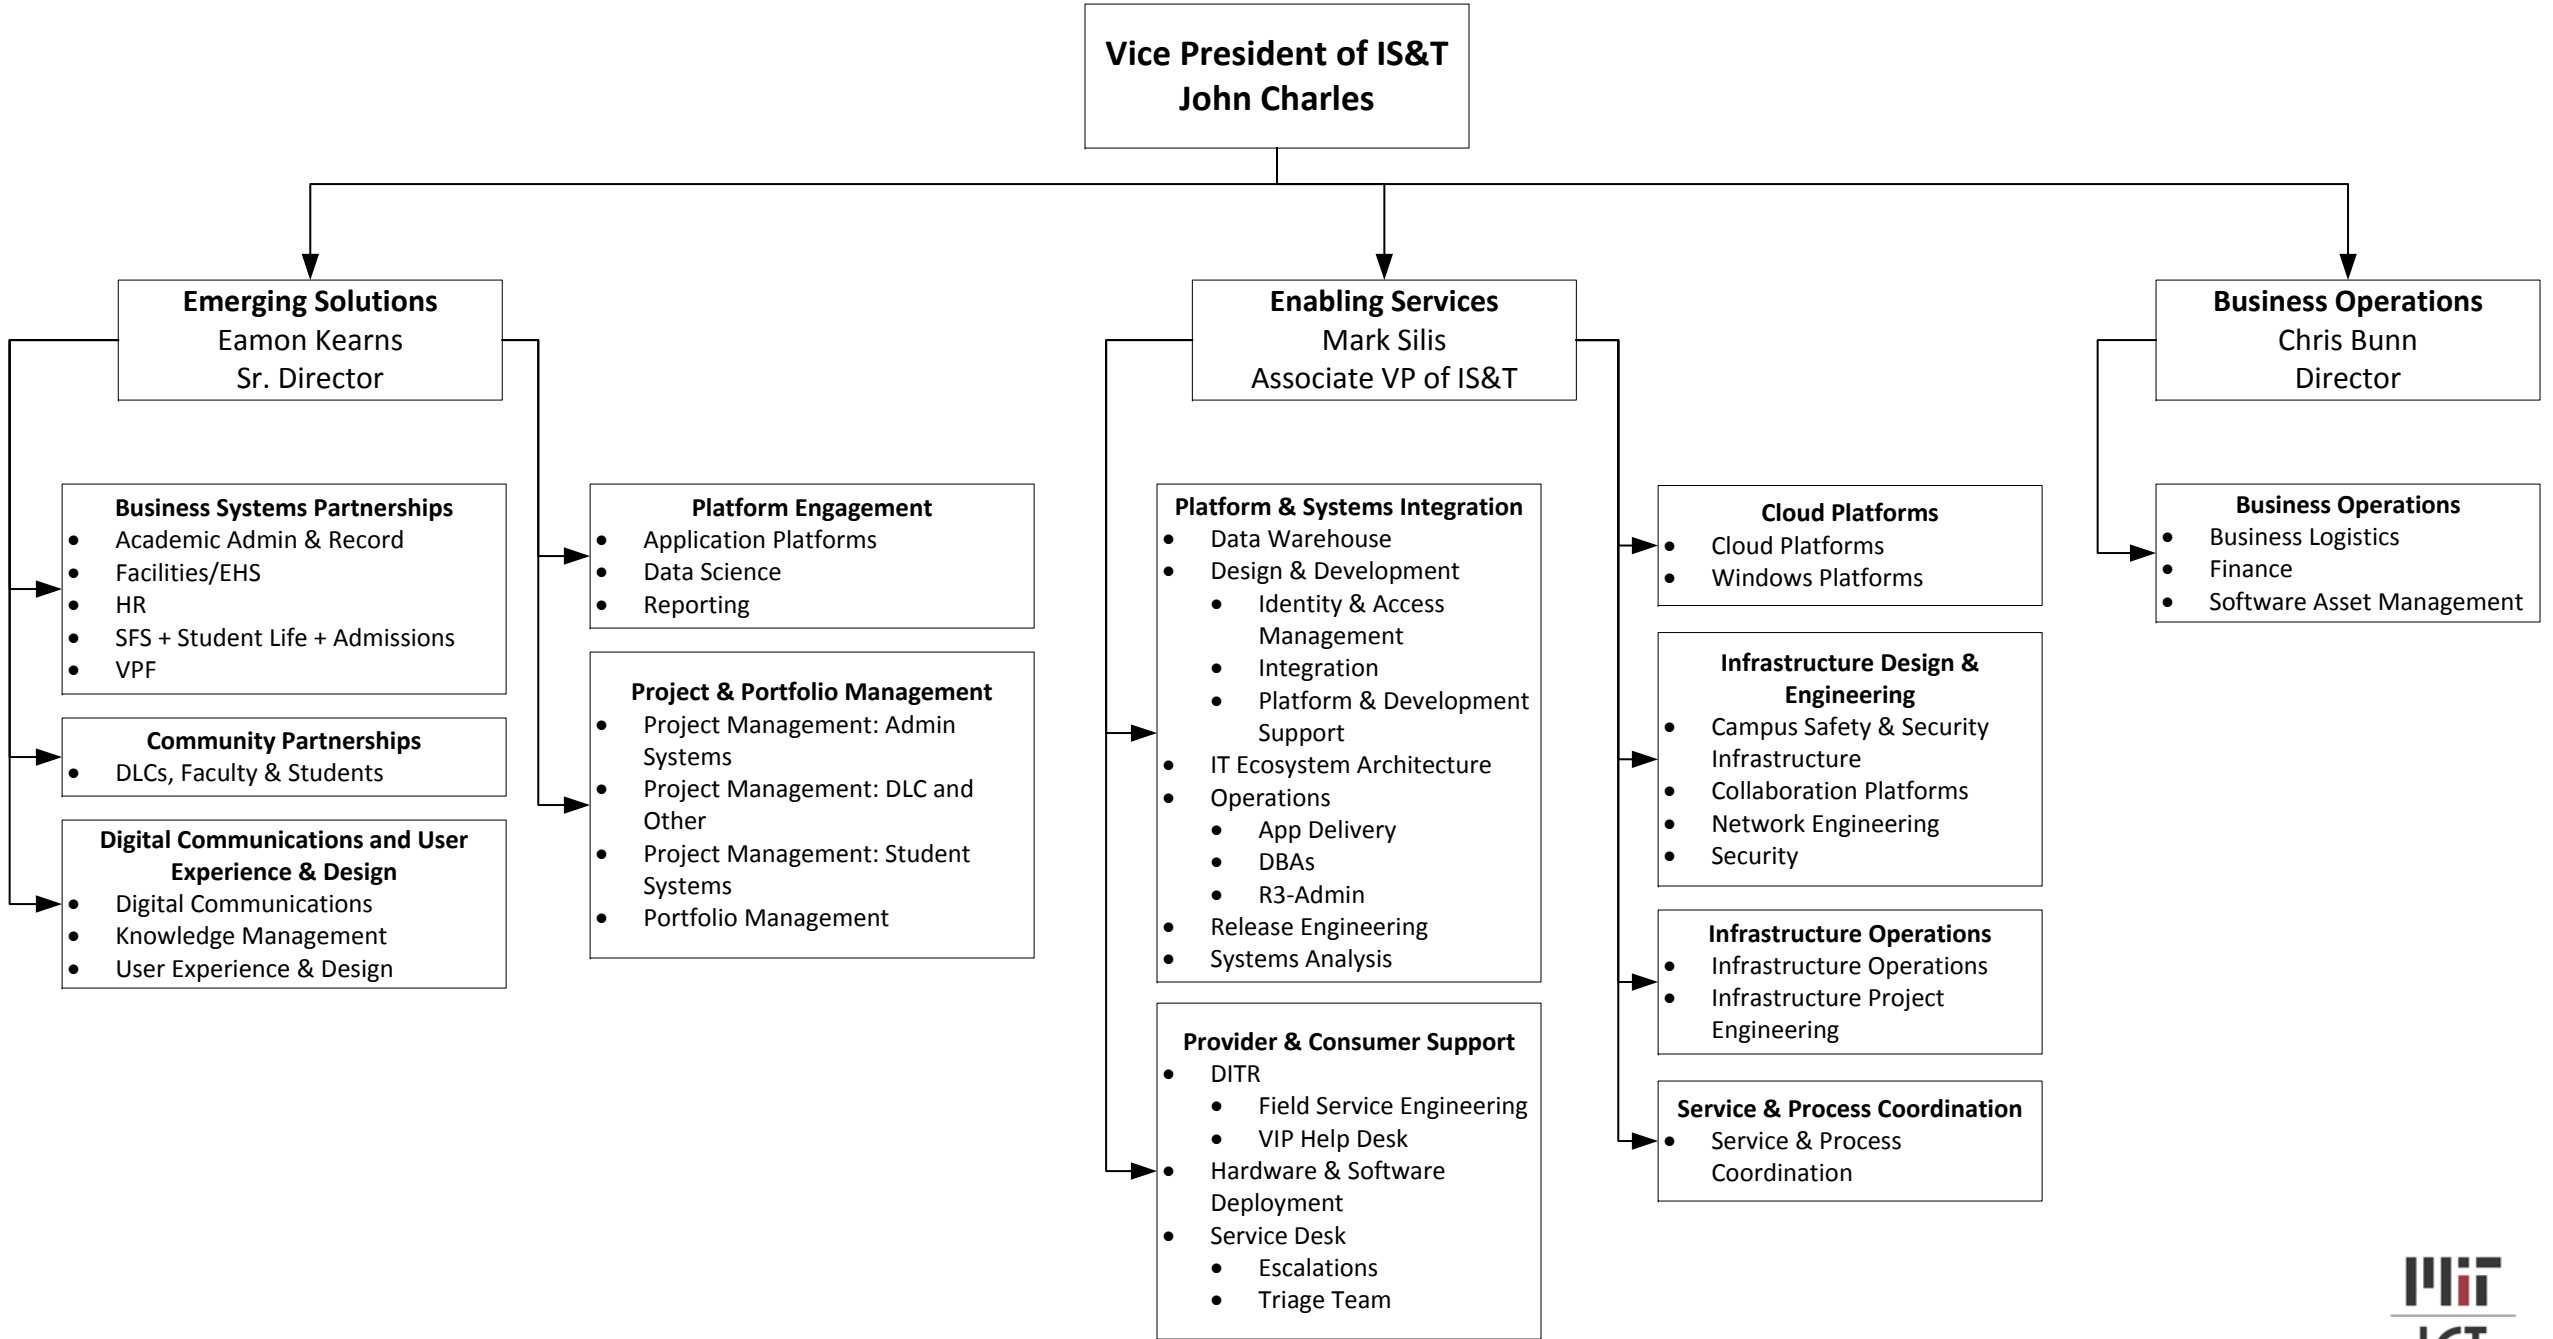 Vice President of IS&T
John Charles
Emerging Solutions
Eamon Kearns
Sr. Director
Enabling Services
Mark Silis
Associate VP of IS&T
Business Operations
Chris Bunn
Director
Business Systems Partnerships
• Academic Admin & Record
• Facilities/EHS
• HR
• SFS + Student Life + Admissions
• VPF
Community Partnerships
• DLCs, Faculty & Students
Digital Communications and User
Experience & Design
• Digital Communications
• Knowledge Management
• User Experience & Design
Platform Engagement
• Application Platforms
• Data Science
• Reporting
Project & Portfolio Management
• Project Management: Admin
Systems
• Project Management: DLC and
Other
• Project Management: Student
Systems
• Portfolio Management
Platform & Systems Integration
• Data Warehouse
• Design & Development
• Identity & Access
Management
• Integration
• Platform & Development
Support
• IT Ecosystem Architecture
• Operations
• App Delivery
• DBAs
• R3-Admin
• Release Engineering
• Systems Analysis
Provider & Consumer Support
• DITR
• Field Service Engineering
• VIP Help Desk
• Hardware & Software
Deployment
• Service Desk
• Escalations
• Triage Team
Cloud Platforms
• Cloud Platforms
• Windows Platforms
Infrastructure Design &
Engineering
• Campus Safety & Security
Infrastructure
• Collaboration Platforms
• Network Engineering
• Security
Infrastructure Operations
• Infrastructure Operations
• Infrastructure Project
Engineering
Service & Process Coordination
• Service & Process
Coordination
Business Operations
• Business Logistics
• Finance
• Software Asset Management
MIT